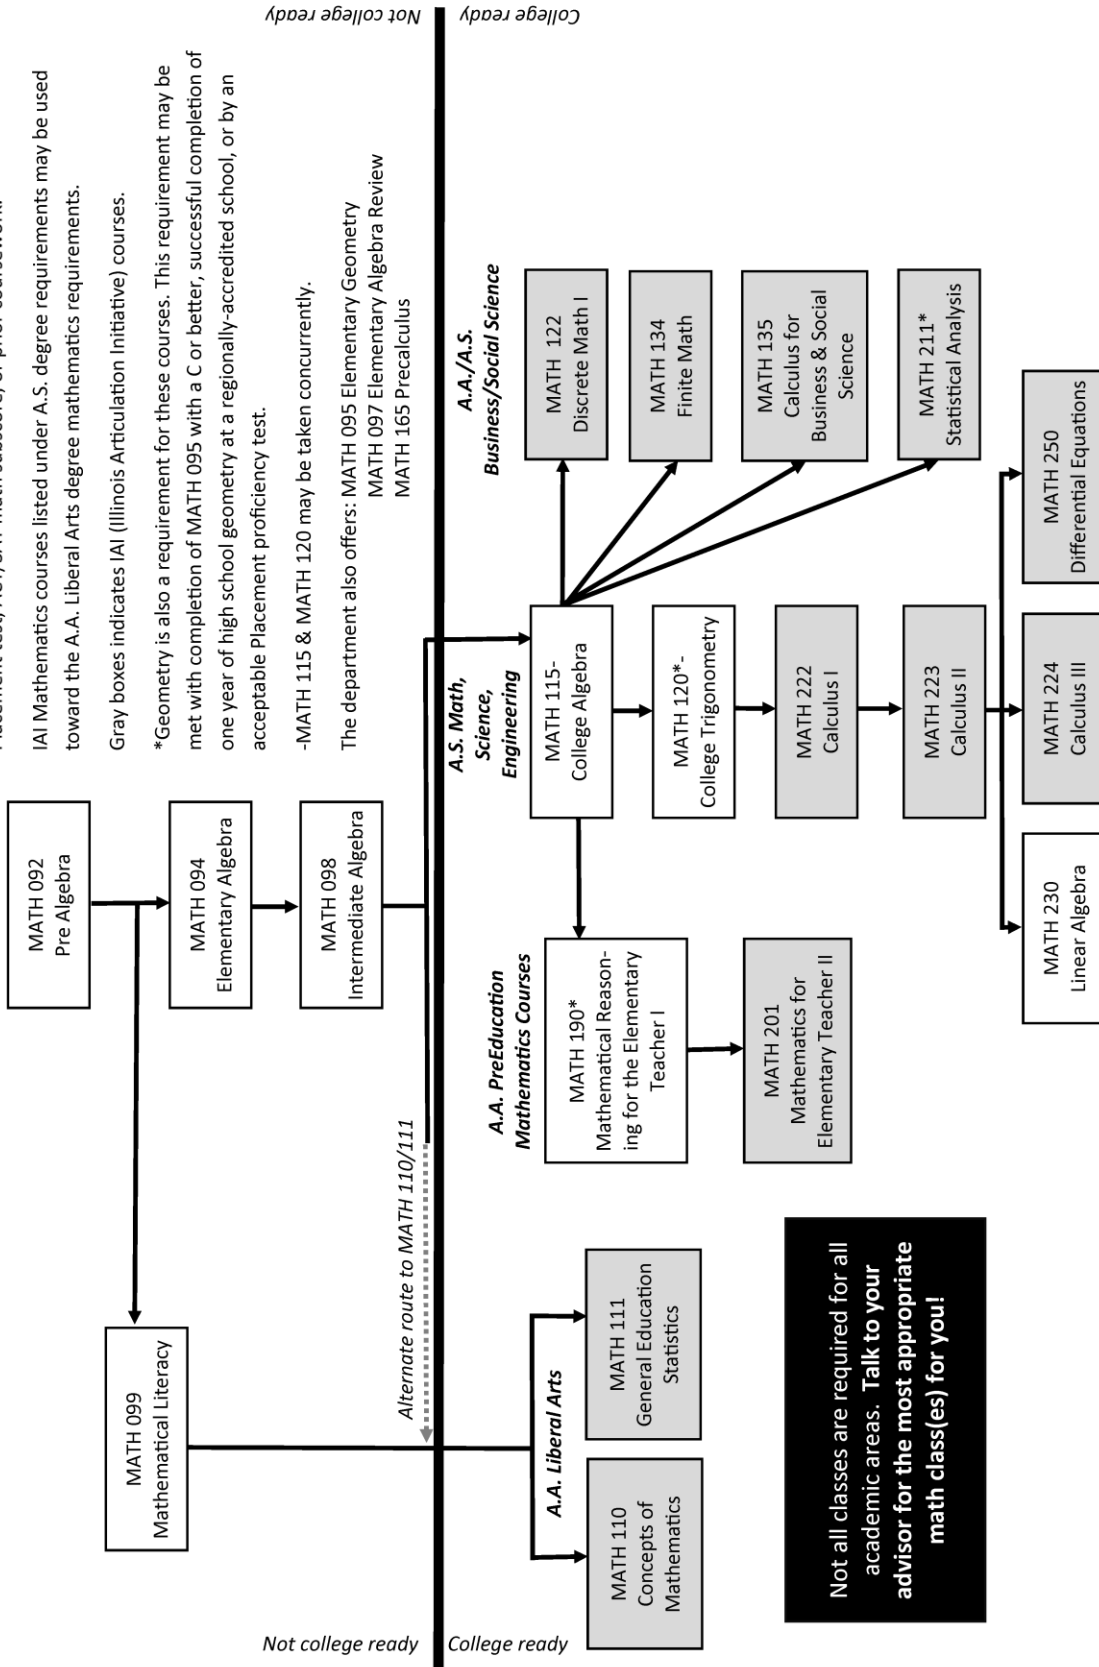 Placement test, ACT/SAT math subscore, or prior coursework.
IAI Mathematics courses listed under A.S. degree requirements may be used
toward the A.A. Liberal Arts degree mathematics requirements.
Gray boxes indicates IAI (Illinois Articulation Initiative) courses.
*Geometry is also a requirement for these courses. This requirement may be
met with completion of MATH 095 with a C or better, successful completion of
one year of high school geometry at a regionally-accredited school, or by an
acceptable Placement proficiency test.
-MATH 115 & MATH 120 may be taken concurrently.
The department also offers: MATH 095 Elementary Geometry
MATH 097 Elementary Algebra Review
MATH 165 Precalculus
MATH 092
Pre Algebra
MATH 099
Mathematical Literacy
MATH 094
Elementary Algebra
MATH 098
Intermediate Algebra
Alternate route to MATH 110/111
Not college ready
Not college ready
College ready
College ready
A.A. Liberal Arts
MATH 110
Concepts of
Mathematics
MATH 111
General Education
Statistics
A.A. PreEducation
Mathematics Courses
MATH 190*
Mathematical Reason-
ing for the Elementary
Teacher I
MATH 201
Mathematics for
Elementary Teacher II
A.S. Math,
Science,
Engineering
MATH 115-
College Algebra
MATH 120*-
College Trigonometry
MATH 222
Calculus I
MATH 223
Calculus II
MATH 230
Linear Algebra
MATH 224
Calculus III
MATH 250
Differential Equations
A.A./A.S.
Business/Social Science
MATH 122
Discrete Math I
MATH 134
Finite Math
MATH 135
Calculus for
Business & Social
Science
MATH 211*
Statistical Analysis
Not all classes are required for all
academic areas. Talk to your
advisor for the most appropriate
math class(es) for you!